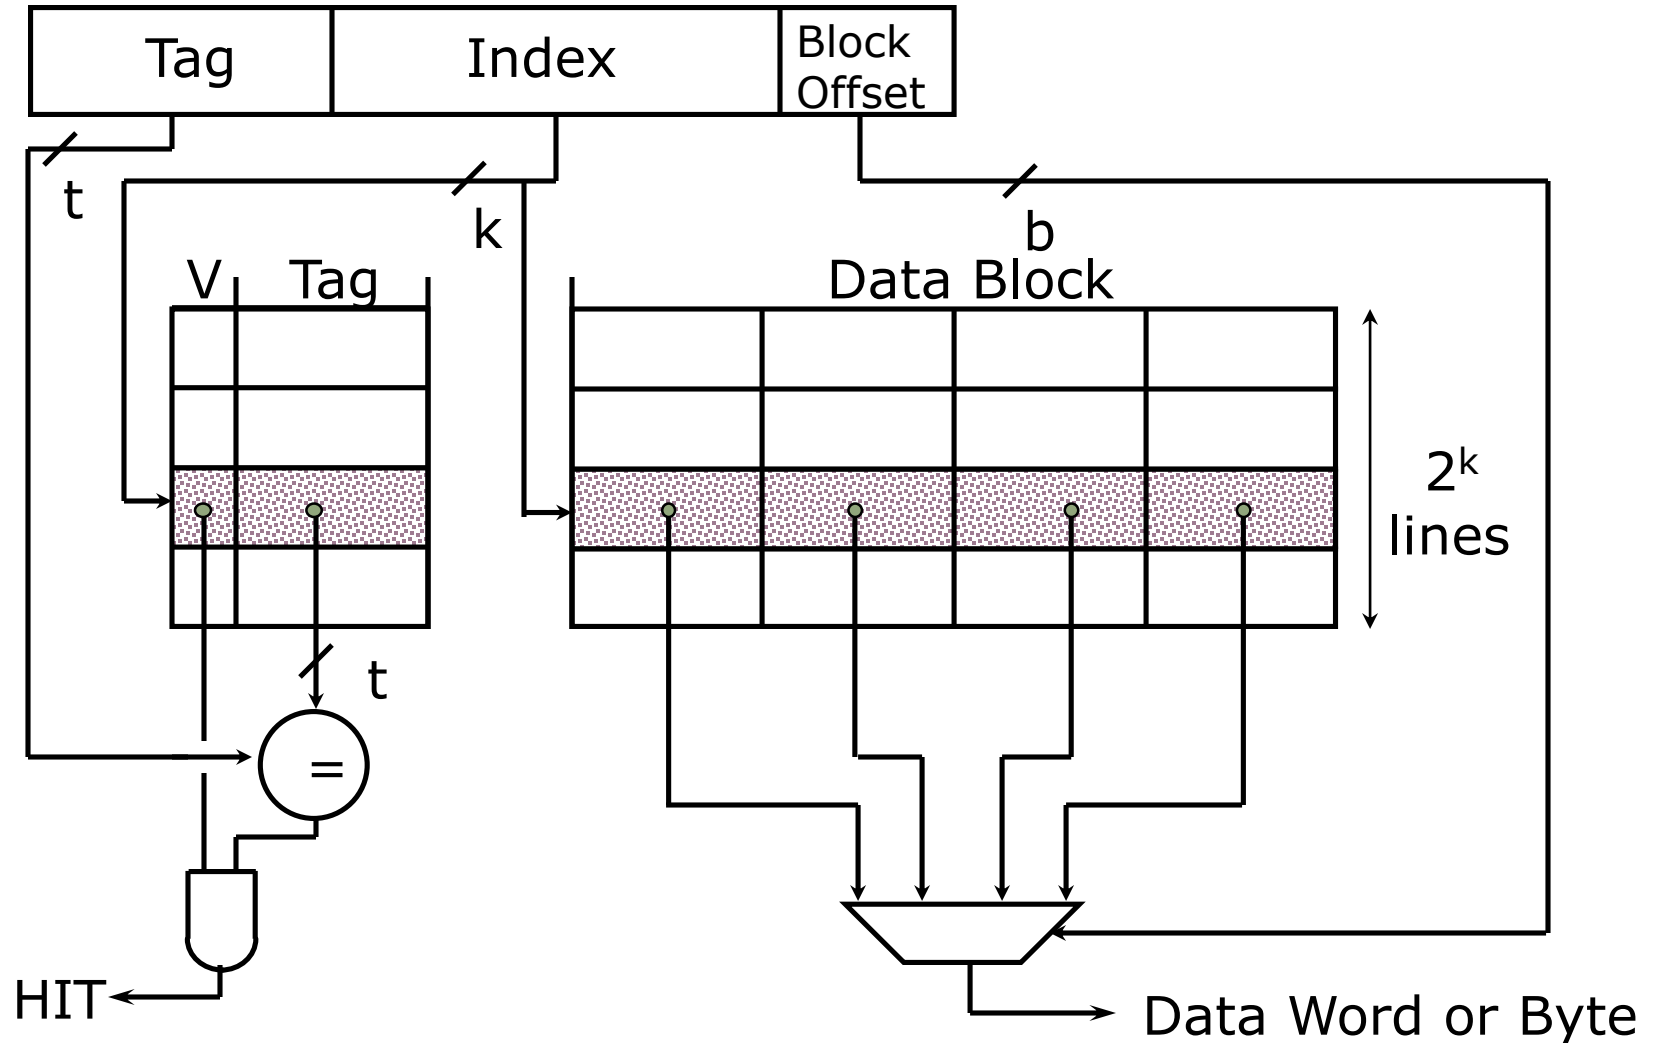 Tag
Index
Block
Offset
t
k
b
V
Tag
Data Block
2ᵏ
lines
t
=
HIT
Data Word or Byte